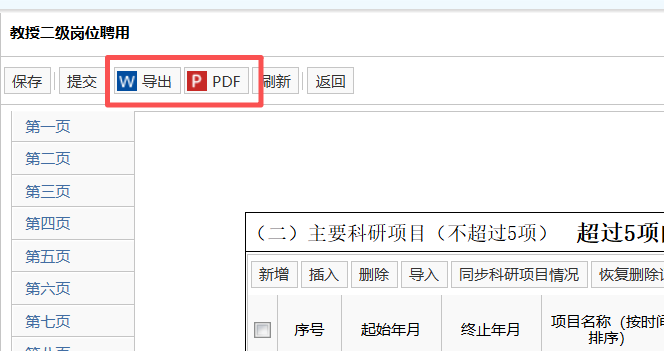 教授二级岗位聘用
保存 提交 W 导出 P PDF 刷新 返回
第一页
第二页
第三页
第四页
第五页
第六页
第七页
第八页
（二）主要科研项目（不超过5项） 超过5项
新增 插入 删除 导入 同步科研项目情况 恢复删除
序号 起始年月 终止年月 项目名称（按时间
排序）